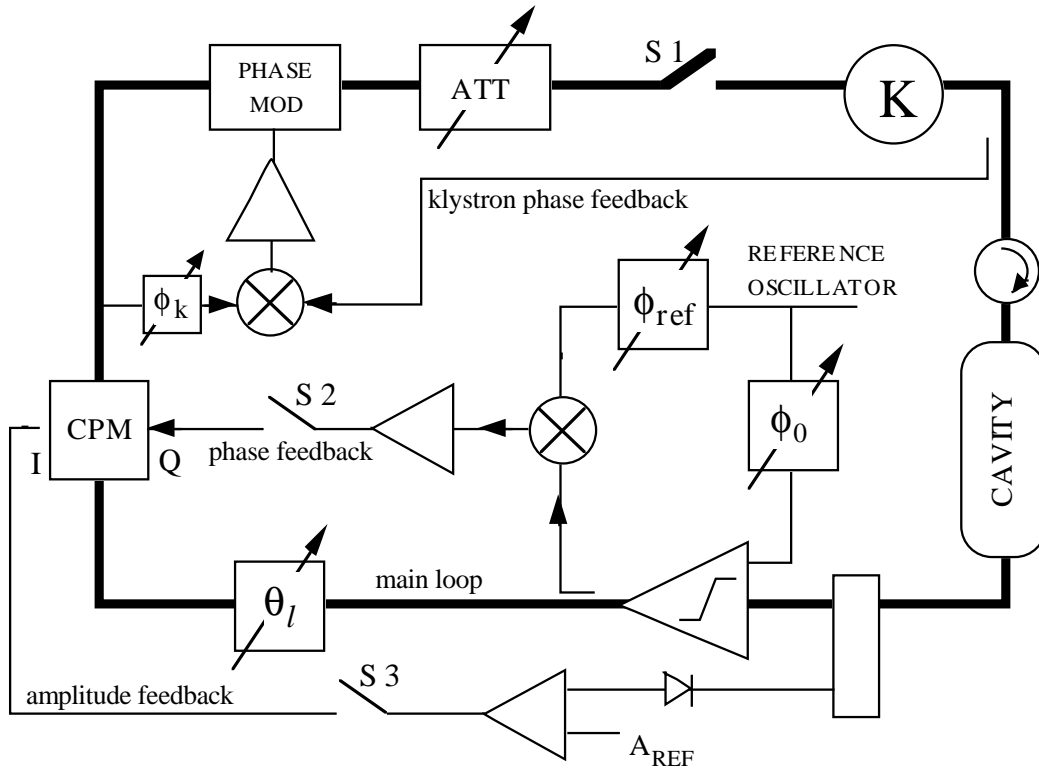 S 1
PHASE
MOD
ATT
K
klystron phase feedback
REFERENCE
OSCILLATOR
ϕk
ϕref
ϕ0
S 2
CPM
I
Q
phase feedback
CAVITY
main loop
θl
S 3
amplitude feedback
AREF